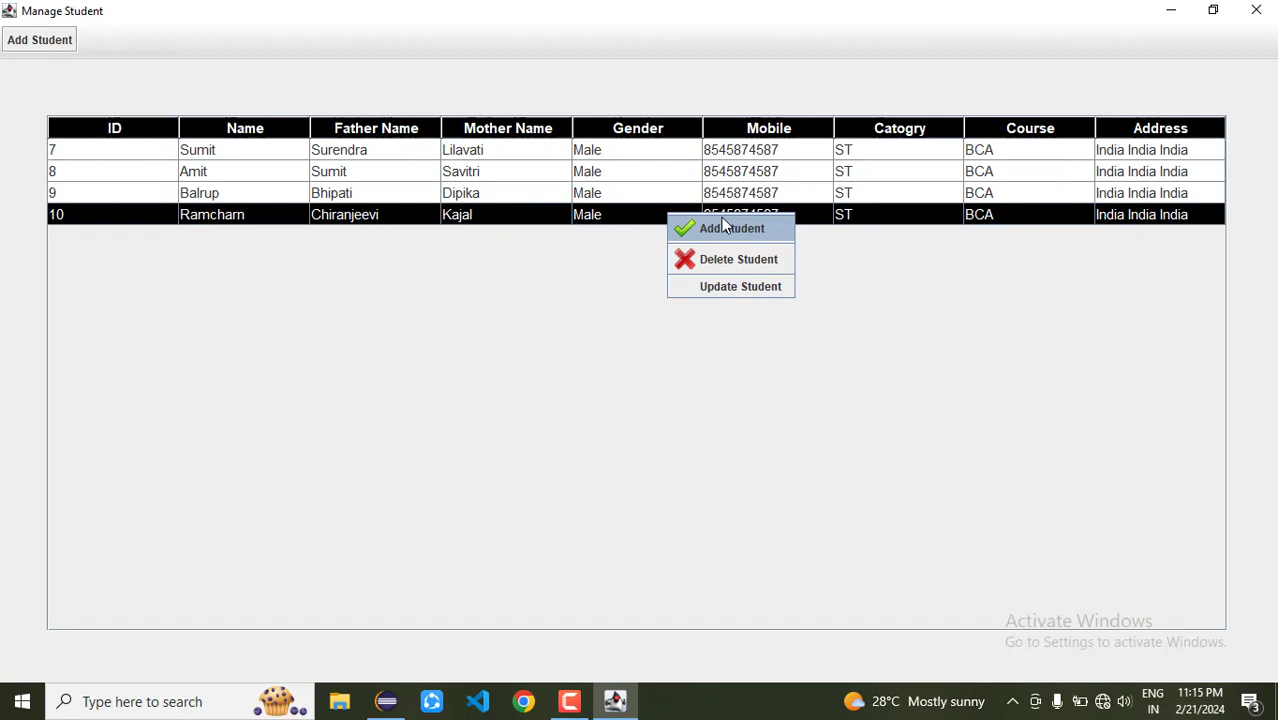 Manage Student
Add Student
ID Name Father Name Mother Name Gender Mobile Catogry Course Address
7 Sumit Surendra Lilavati Male 8545874587 ST BCA India India India
8 Amit Sumit Savitri Male 8545874587 ST BCA India India India
9 Balrup Bhipati Dipika Male 8545874587 ST BCA India India India
10 Ramcharn Chiranjeevi Kajal Male ST BCA India India India
Add Student
Delete Student
Update Student
Activate Windows
Go to Settings to activate Windows.
Type here to search
28°C Mostly sunny
ENG
IN
11:15 PM
2/21/2024
3